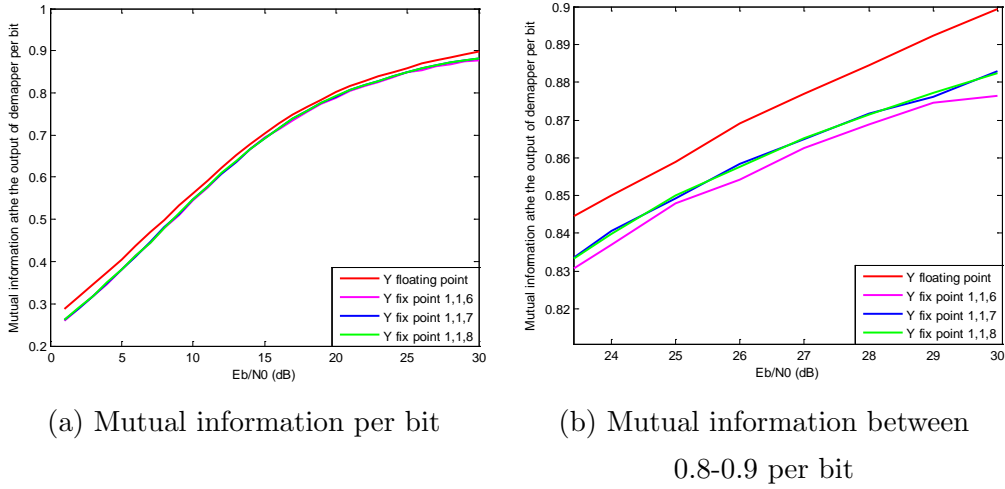 1
0.9
0.8
0.7
0.6
0.5
0.4
0.3
0.2
0
5
10
15
20
25
30
Mutual information athe the output of demapper per bit
Eb/N0 (dB)
Y floating point
Y fix point 1,1,6
Y fix point 1,1,7
Y fix point 1,1,8
(a) Mutual information per bit
0.9
0.89
0.88
0.87
0.86
0.85
0.84
0.83
0.82
24
25
26
27
28
29
30
Mutual information athe the output of demapper per bit
Eb/N0 (dB)
Y floating point
Y fix point 1,1,6
Y fix point 1,1,7
Y fix point 1,1,8
(b) Mutual information between
0.8-0.9 per bit